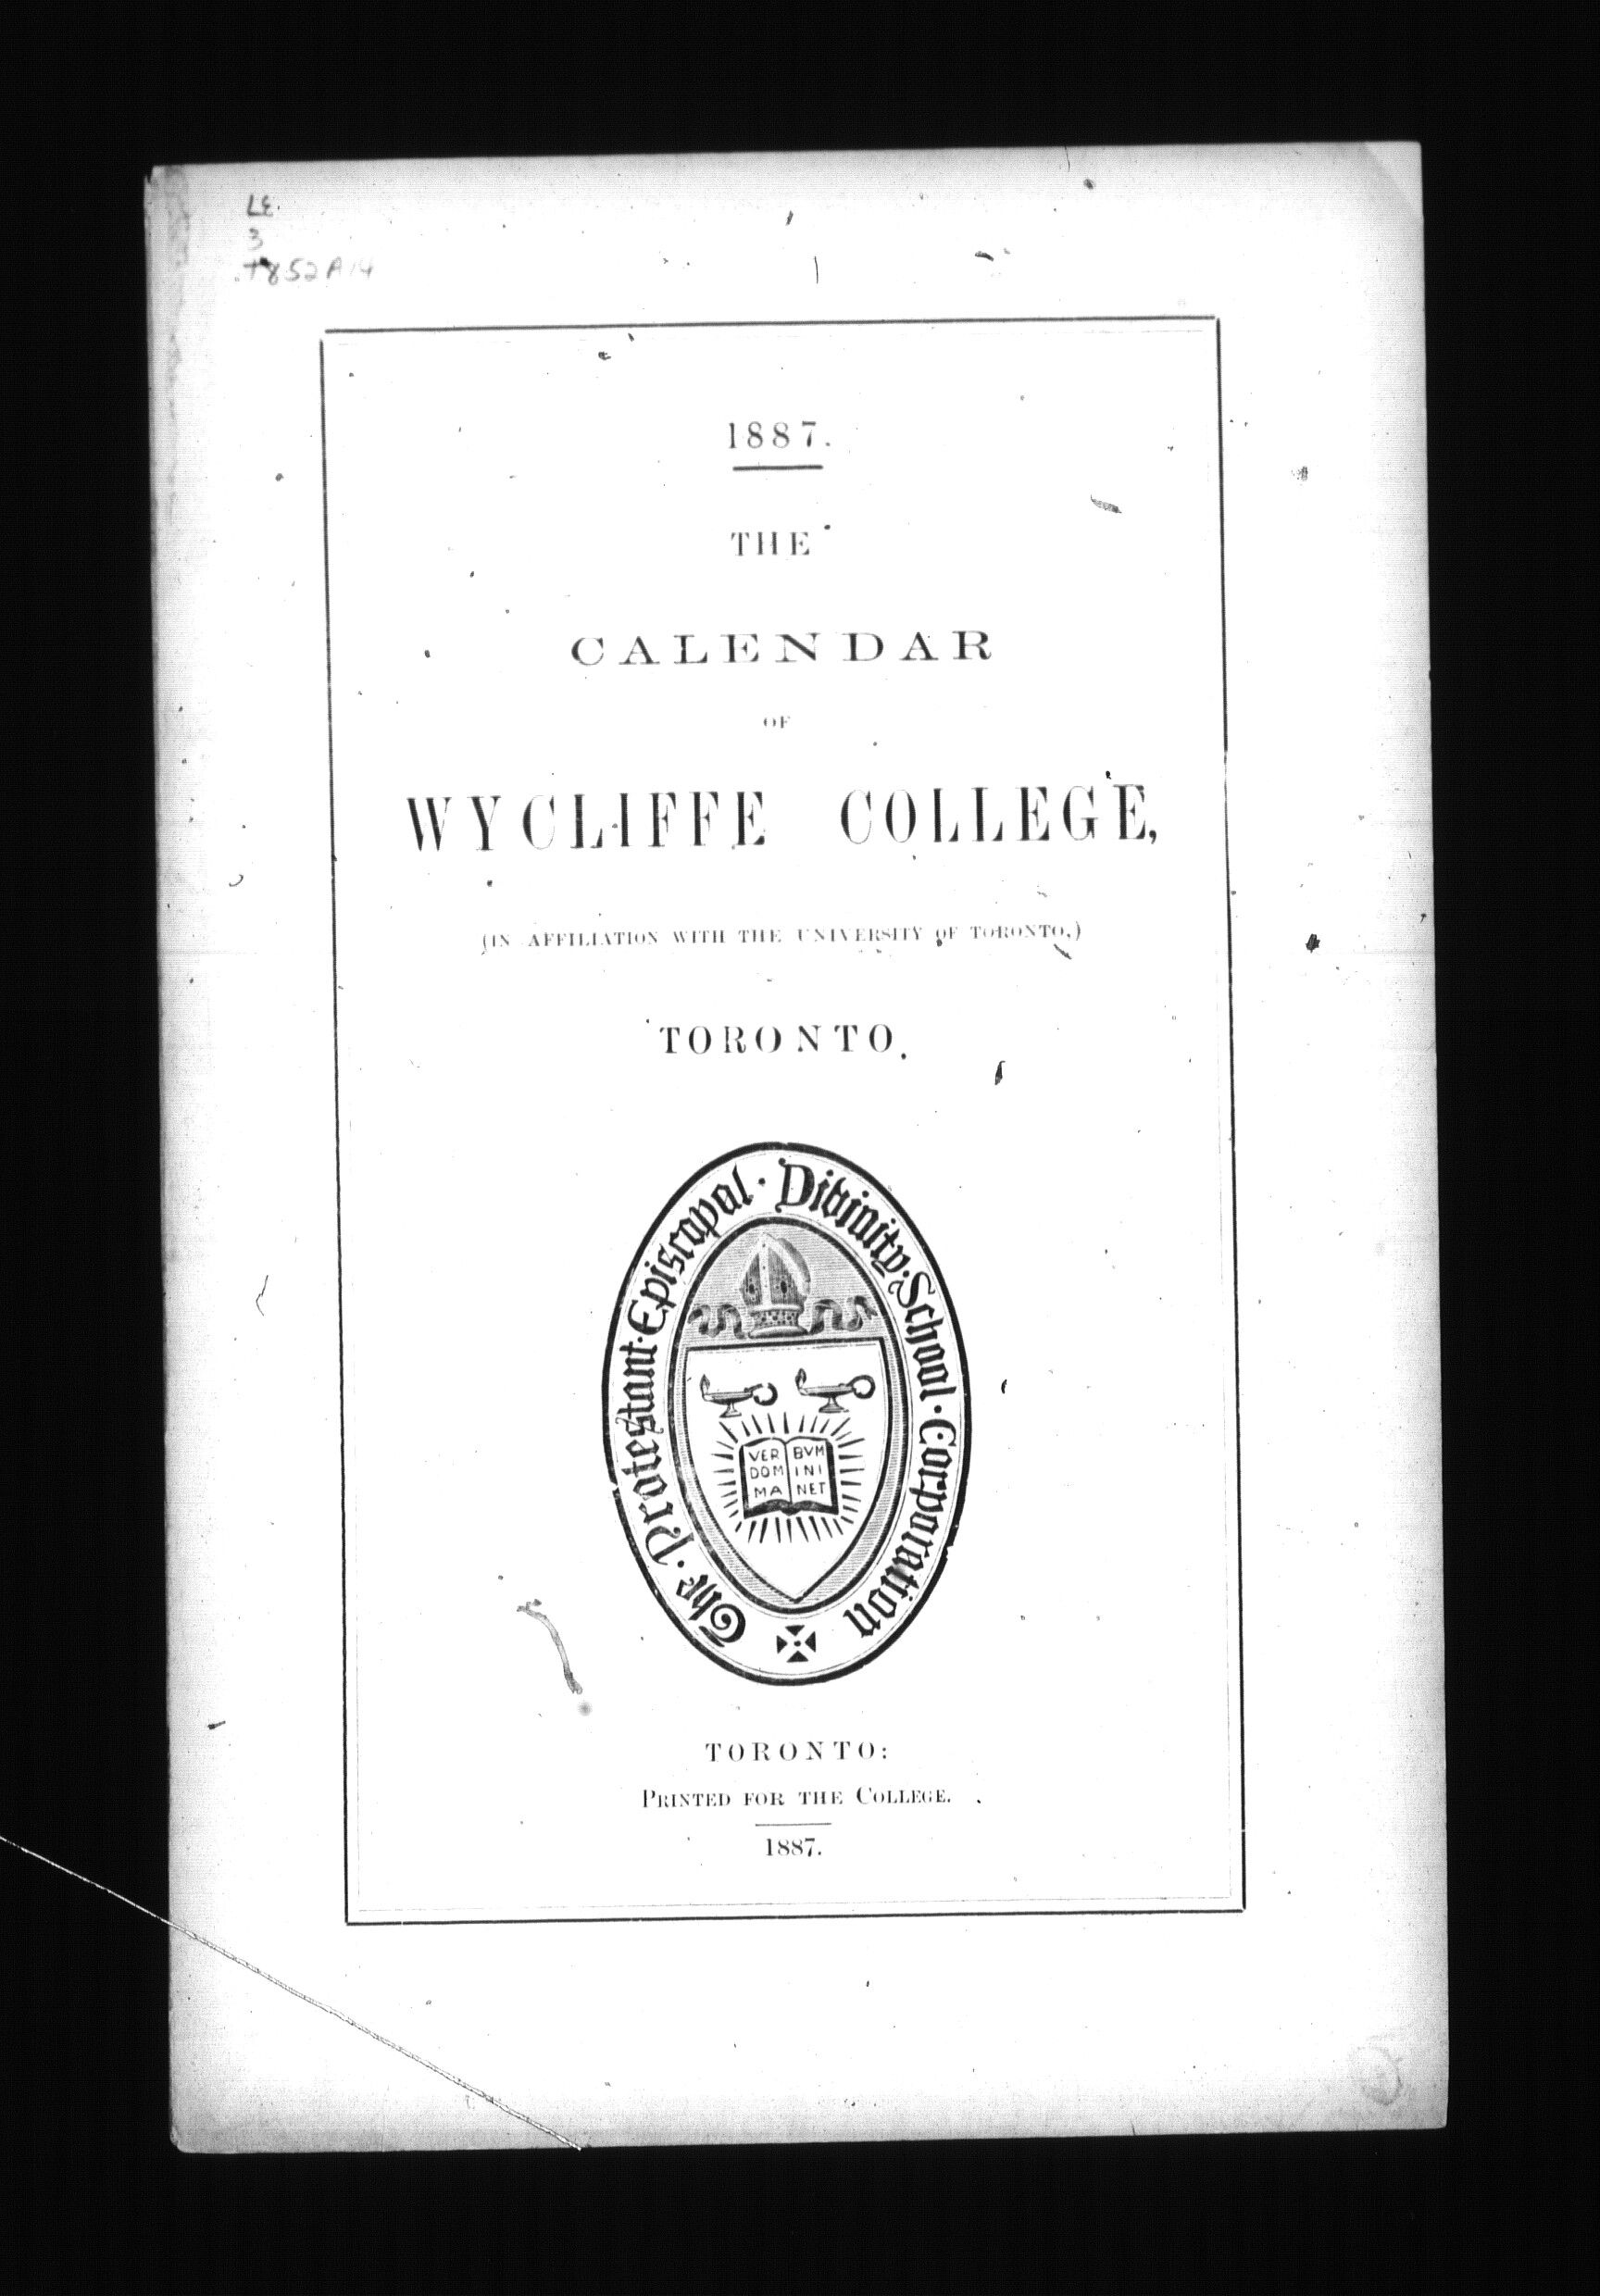 LE
3
T852A14
1887.
THE
CALENDAR
OF
WYCLIFFE COLLEGE,
(IN AFFILIATION WITH THE UNIVERSITY OF TORONTO,)
TORONTO.
The · Protestant · Episcopal · Divinity · School · Corporation
VER BVM
DOM INI
MA NET
TORONTO:
PRINTED FOR THE COLLEGE.
1887.